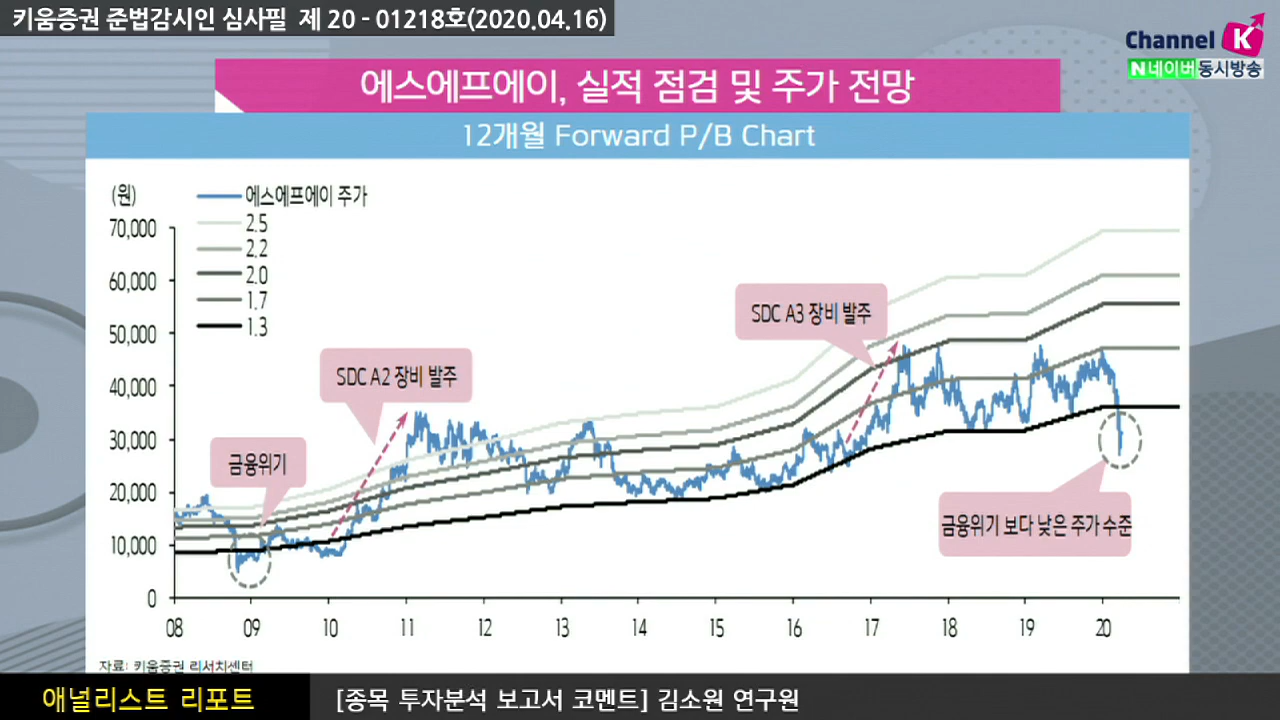 키움증권 준법감시인 심사필 제 20 - 01218호(2020.04.16)
Channel K
N 네이버 동시방송
에스에프에이, 실적 점검 및 주가 전망
12개월 Forward P/B Chart
(원)
에스에프에이 주가
2.5
2.2
2.0
1.7
1.3
70,000
60,000
50,000
40,000
30,000
20,000
10,000
0
SDC A3 장비 발주
SDC A2 장비 발주
금융위기
금융위기 보다 낮은 주가 수준
08 09 10 11 12 13 14 15 16 17 18 19 20
자료: 키움증권 리서치센터
애널리스트 리포트
[종목 투자분석 보고서 코멘트] 김소원 연구원